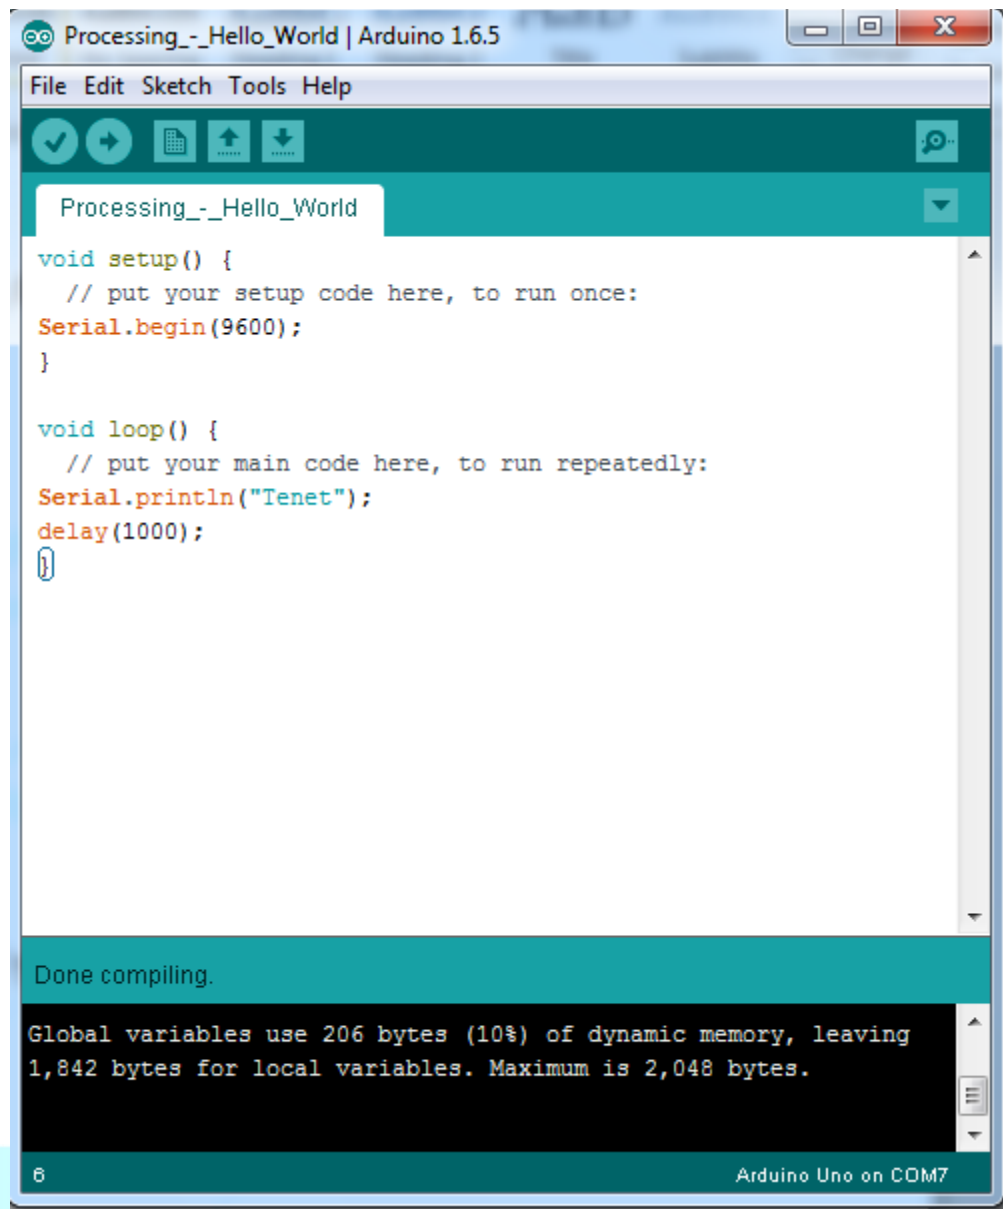 Processing_-_Hello_World | Arduino 1.6.5
File Edit Sketch Tools Help
Processing_-_Hello_World
void setup() {
  // put your setup code here, to run once:
Serial.begin(9600);
}
void loop() {
  // put your main code here, to run repeatedly:
Serial.println("Tenet");
delay(1000);
}
Done compiling.
Global variables use 206 bytes (10%) of dynamic memory, leaving
1,842 bytes for local variables. Maximum is 2,048 bytes.
6 Arduino Uno on COM7